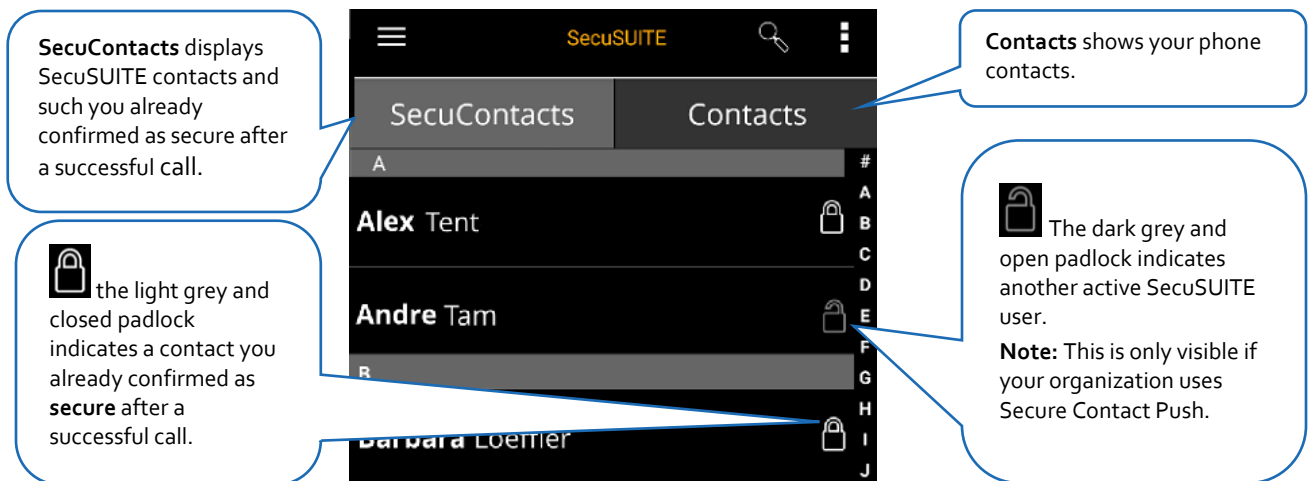 SecuContacts displays
SecuSUITE contacts and
such you already
confirmed as secure after
a successful call.
the light grey and
closed padlock
indicates a contact you
already confirmed as
secure after a
successful call.
SecuSUITE
SecuContacts
Contacts
A
Alex Tent
Andre Tam
B
Barbara Loeffler
#
A
B
C
D
E
F
G
H
I
J
Contacts shows your phone
contacts.
The dark grey and
open padlock indicates
another active SecuSUITE
user.
Note: This is only visible if
your organization uses
Secure Contact Push.